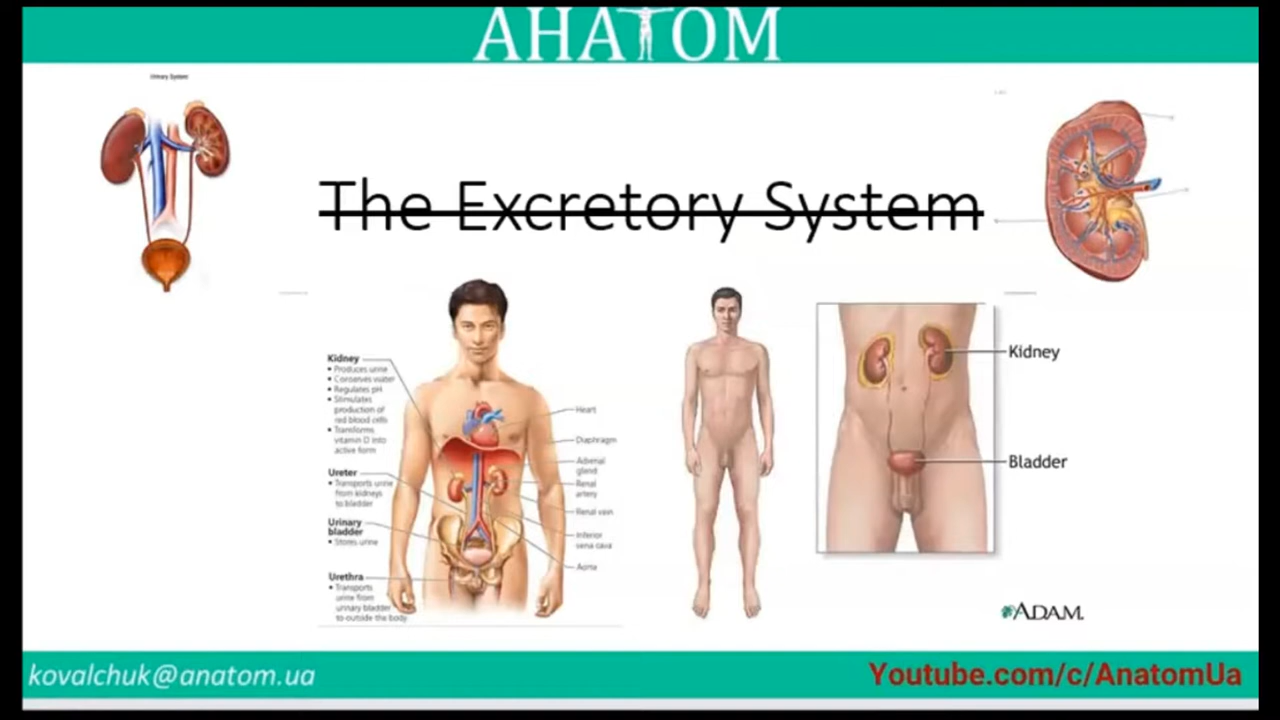 АНАТОМ
Urinary System
The Excretory System
Kidney
• Produces urine
• Conserves water
• Regulates pH
• Stimulates
production of
red blood cells
• Transforms
vitamin D into
active form
Ureter
• Transports urine
from kidneys
to bladder
Urinary
bladder
• Stores urine
Urethra
• Transports
urine from
urinary bladder
to outside the body.
Heart
Diaphragm
Adrenal
gland
Renal
artery
Renal vein
Inferior
vena cava
Aorta
Kidney
Bladder
ADAM.
kovalchuk@anatom.ua
Youtube.com/c/AnatomUa